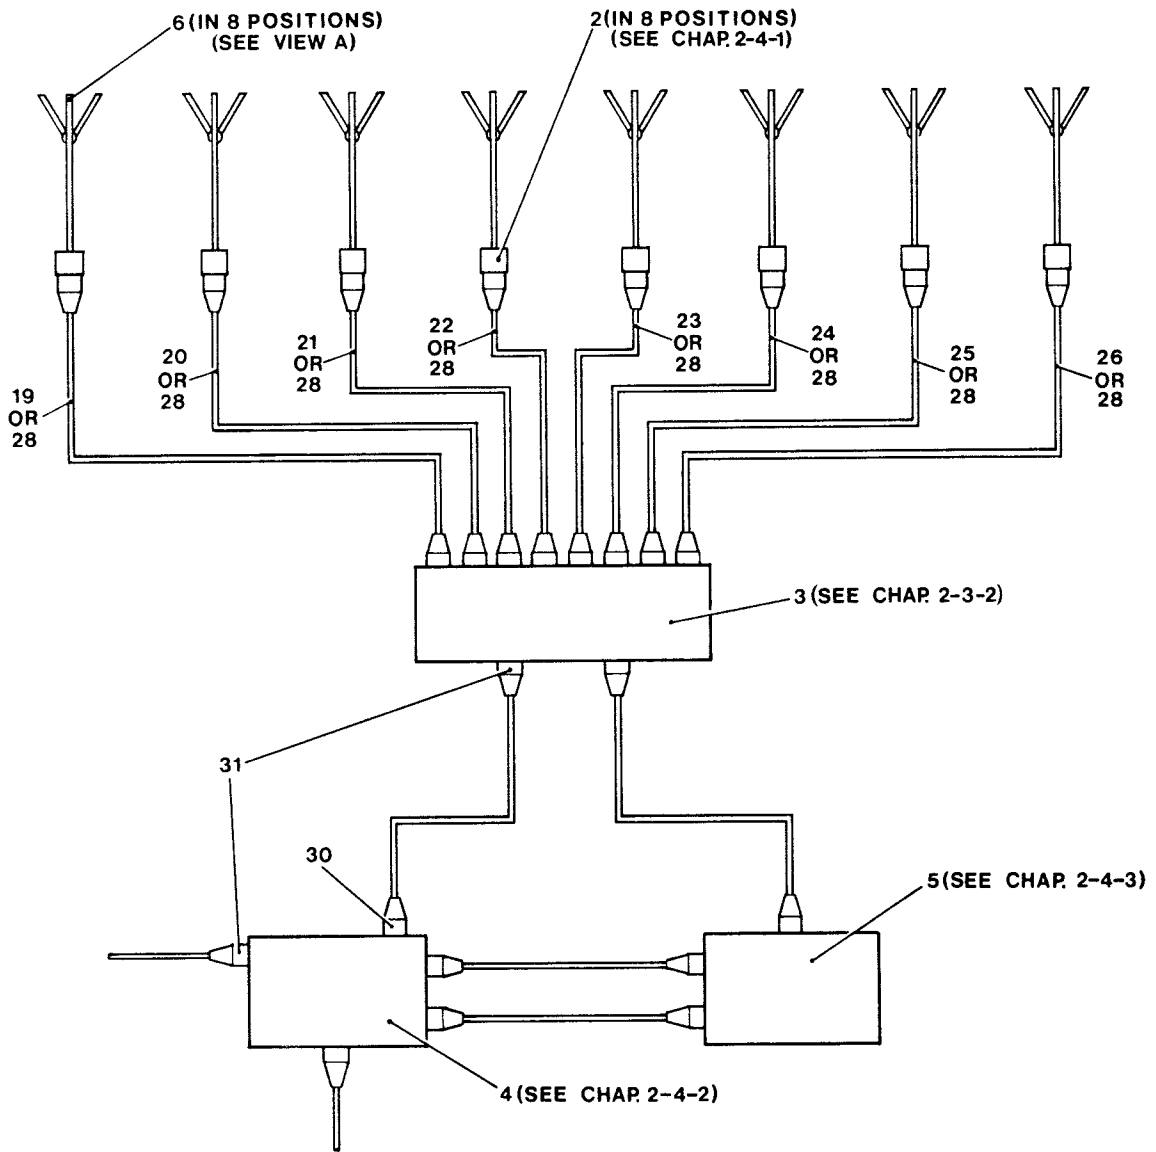 6 (IN 8 POSITIONS)
(SEE VIEW A)
2 (IN 8 POSITIONS)
(SEE CHAP. 2-4-1)
19
OR
28
20
OR
28
21
OR
28
22
OR
28
23
OR
28
24
OR
28
25
OR
28
26
OR
28
3 (SEE CHAP. 2-3-2)
31
30
5 (SEE CHAP. 2-4-3)
4 (SEE CHAP. 2-4-2)